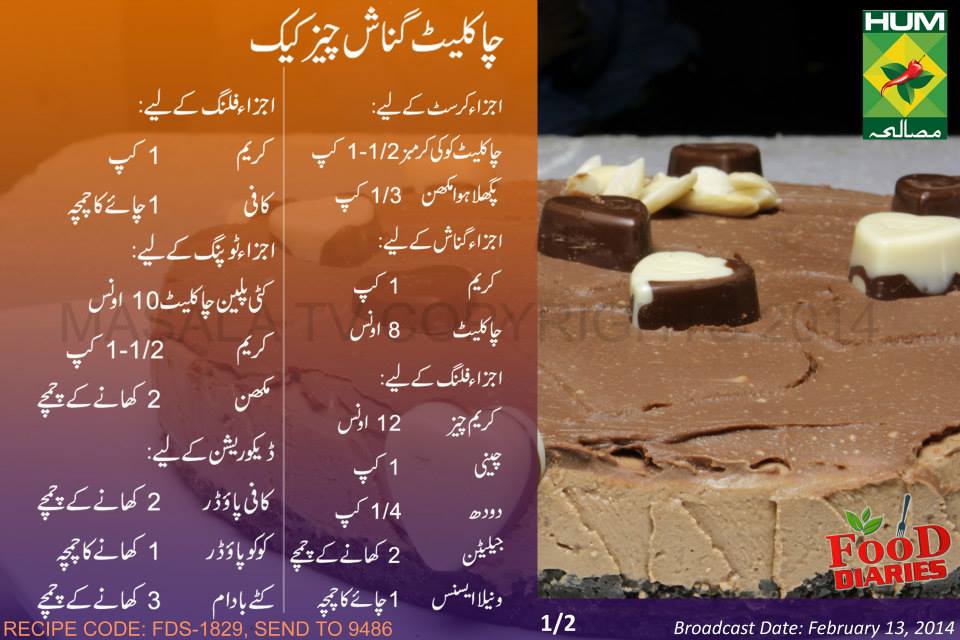 چاکلیٹ گناش چیز کیک
اجزاء کرسٹ کے لیے:
چاکلیٹ کوکی کرمز 1-1/2 کپ
پگھلا ہوا مکھن 1/3 کپ
اجزاء گناش کے لیے:
کریم 1 کپ
چاکلیٹ 8 اونس
اجزاء فلنگ کے لیے:
کریم چیز 12 اونس
چینی 1 کپ
دودھ 1/4 کپ
جیلیٹن 2 کھانے کے چمچے
ونیلا ایسنس 1 چائے کا چمچہ
اجزاء فلنگ کے لیے:
کریم 1 کپ
کافی 1 چائے کا چمچہ
اجزاء ٹوپنگ کے لیے:
کٹی پلین چاکلیٹ 10 اونس
کریم 1-1/2 کپ
مکھن 2 کھانے کے چمچے
ڈیکوریشن کے لیے:
کافی پاؤڈر 2 کھانے کے چمچے
کوکو پاؤڈر 1 کھانے کا چمچہ
کٹے بادام 3 کھانے کے چمچے
HUM
مصالحہ
MASALA TV COPYRIGHTS 2014
FOOD
DIARIES
RECIPE CODE: FDS-1829, SEND TO 9486
1/2
Broadcast Date: February 13, 2014